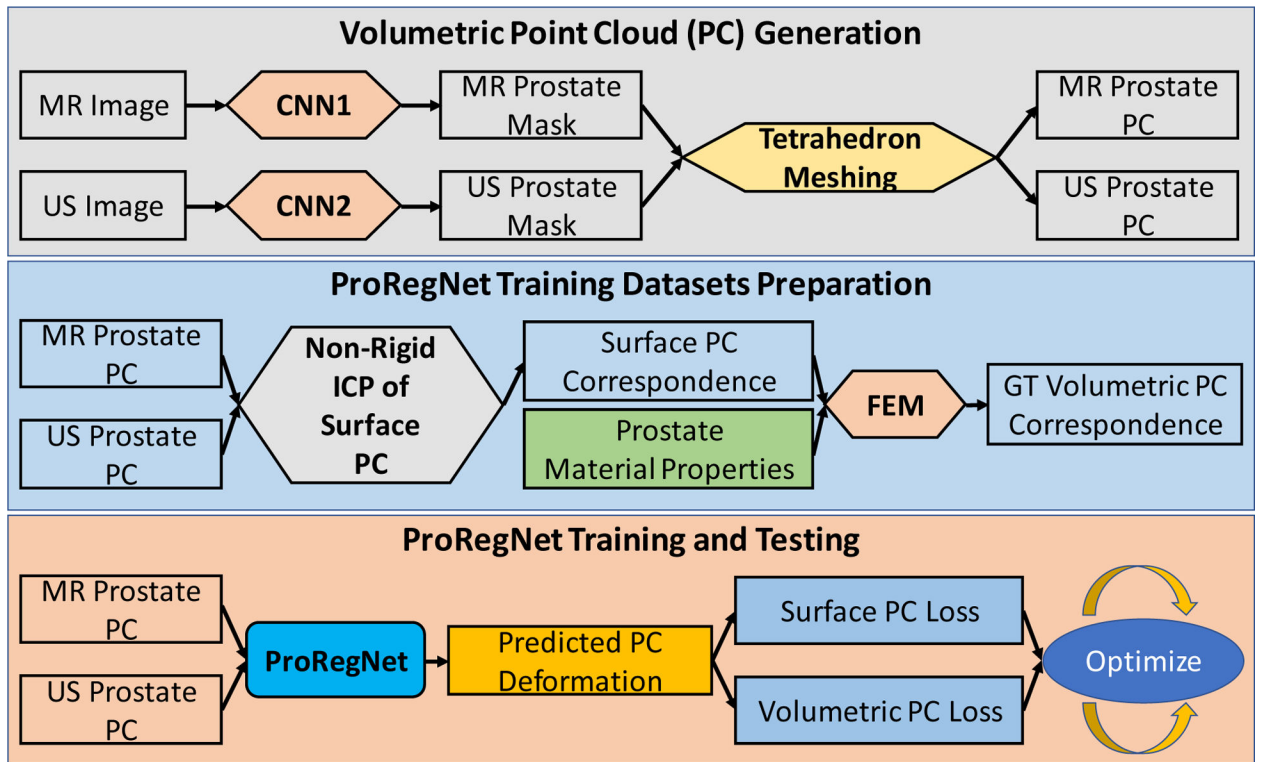 Volumetric Point Cloud (PC) Generation
MR Image
CNN1
MR Prostate
Mask
Tetrahedron
Meshing
MR Prostate
PC
US Image
CNN2
US Prostate
Mask
US Prostate
PC
ProRegNet Training Datasets Preparation
MR Prostate
PC
US Prostate
PC
Non-Rigid
ICP of
Surface
PC
Surface PC
Correspondence
Prostate
Material Properties
FEM
GT Volumetric PC
Correspondence
ProRegNet Training and Testing
MR Prostate
PC
US Prostate
PC
ProRegNet
Predicted PC
Deformation
Surface PC Loss
Volumetric PC Loss
Optimize